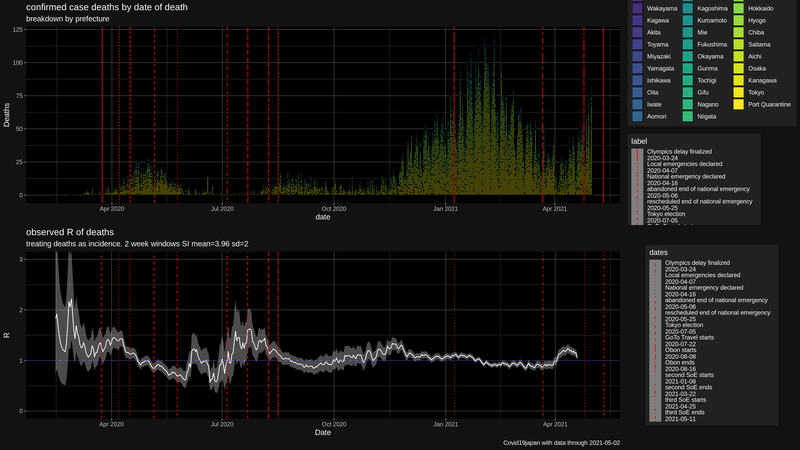 confirmed case deaths by date of death
breakdown by prefecture
125
100
75
50
25
0
Deaths
Apr 2020
Jul 2020
Oct 2020
Jan 2021
Apr 2021
date
Wakayama Kagoshima Hokkaido
Kagawa Kumamoto Hyogo
Akita Mie Chiba
Toyama Fukushima Saitama
Miyazaki Okayama Aichi
Yamagata Gunma Osaka
Ishikawa Tochigi Kanagawa
Oita Gifu Tokyo
Iwate Nagano Port Quarantine
Aomori Niigata
label
Olympics delay finalized
2020-03-24
Local emergencies declared
2020-04-07
National emergency declared
2020-04-16
abandoned end of national emergency
2020-05-06
rescheduled end of national emergency
2020-05-25
Tokyo election
2020-07-05
observed R of deaths
treating deaths as incidence. 2 week windows SI mean=3.96 sd=2
3
2
1
0
R
Apr 2020
Jul 2020
Oct 2020
Jan 2021
Apr 2021
Date
dates
Olympics delay finalized
2020-03-24
Local emergencies declared
2020-04-07
National emergency declared
2020-04-16
abandoned end of national emergency
2020-05-06
rescheduled end of national emergency
2020-05-25
Tokyo election
2020-07-05
GoTo Travel starts
2020-07-22
Obon starts
2020-08-08
Obon ends
2020-08-16
second SoE starts
2021-01-08
second SoE ends
2021-03-22
third SoE starts
2021-04-25
third SoE ends
2021-05-11
Covid19japan with data through 2021-05-02